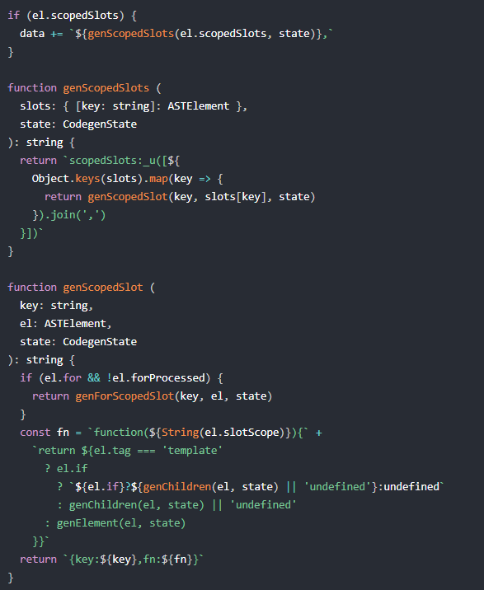 if (el.scopedSlots) {
  data += `${genScopedSlots(el.scopedSlots, state)},`
}

function genScopedSlots (
  slots: { [key: string]: ASTElement },
  state: CodegenState
): string {
  return `scopedSlots:_u([${
    Object.keys(slots).map(key => {
      return genScopedSlot(key, slots[key], state)
    }).join(',')
  }])`
}

function genScopedSlot (
  key: string,
  el: ASTElement,
  state: CodegenState
): string {
  if (el.for && !el.forProcessed) {
    return genForScopedSlot(key, el, state)
  }
  const fn = `function(${String(el.slotScope)}){` +
    `return ${el.tag === 'template'
      ? el.if
        ? `${el.if}?${genChildren(el, state) || 'undefined'}:undefined`
        : genChildren(el, state) || 'undefined'
      : genElement(el, state)
    }}`
  return `{key:${key},fn:${fn}}`
}